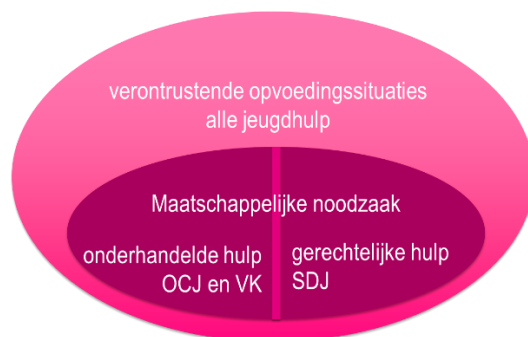 verontrustende opvoedingssituaties
alle jeugdhulp
Maatschappelijke noodzaak
onderhandelde hulp
OCJ en VK
gerechtelijke hulp
SDJ